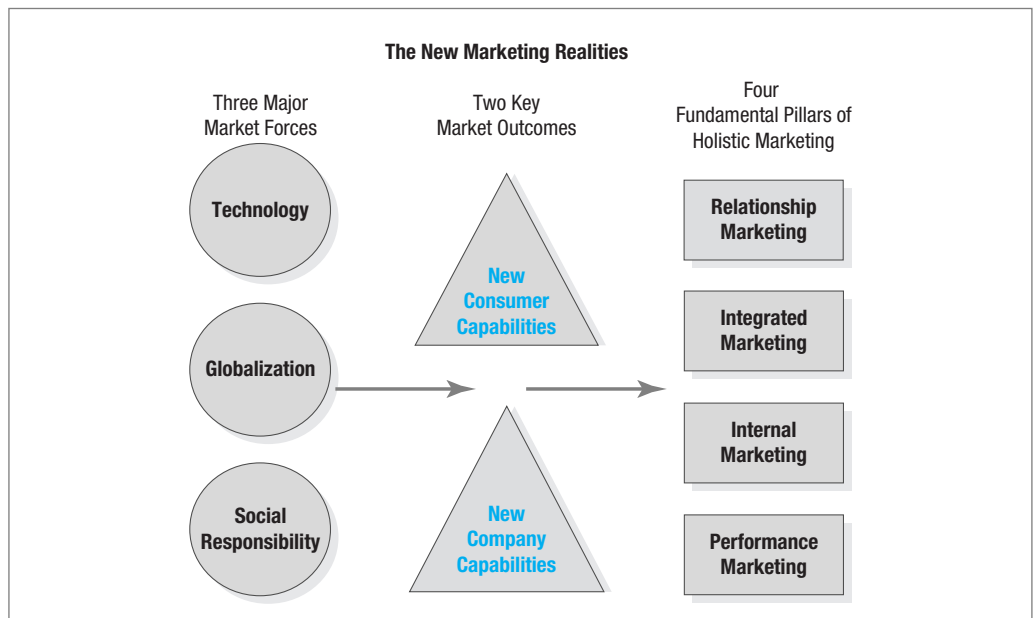 The New Marketing Realities
Three Major
Market Forces
Technology
Globalization
Social
Responsibility
Two Key
Market Outcomes
New
Consumer
Capabilities
New
Company
Capabilities
Four
Fundamental Pillars of
Holistic Marketing
Relationship
Marketing
Integrated
Marketing
Internal
Marketing
Performance
Marketing